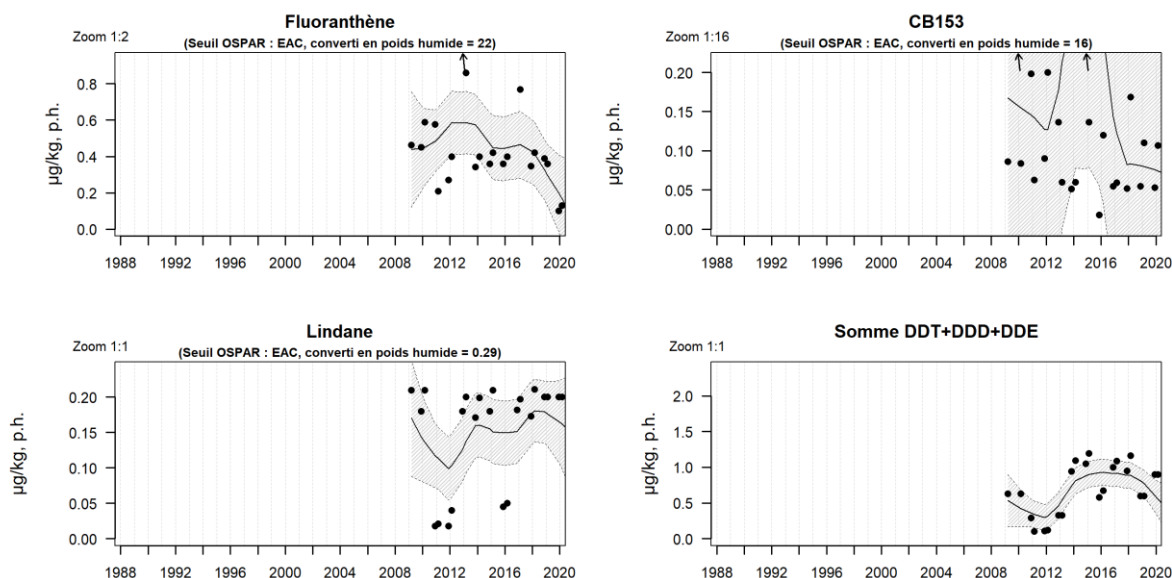 Fluoranthène
Zoom 1:2
(Seuil OSPAR : EAC, converti en poids humide = 22)
µg/kg, p.h.
0.8
0.6
0.4
0.2
0.0
1988 1992 1996 2000 2004 2008 2012 2016 2020
CB153
Zoom 1:16
(Seuil OSPAR : EAC, converti en poids humide = 16)
µg/kg, p.h.
0.20
0.15
0.10
0.05
0.00
1988 1992 1996 2000 2004 2008 2012 2016 2020
Lindane
Zoom 1:1
(Seuil OSPAR : EAC, converti en poids humide = 0.29)
µg/kg, p.h.
0.20
0.15
0.10
0.05
0.00
1988 1992 1996 2000 2004 2008 2012 2016 2020
Somme DDT+DDD+DDE
Zoom 1:1
µg/kg, p.h.
2.0
1.5
1.0
0.5
0.0
1988 1992 1996 2000 2004 2008 2012 2016 2020